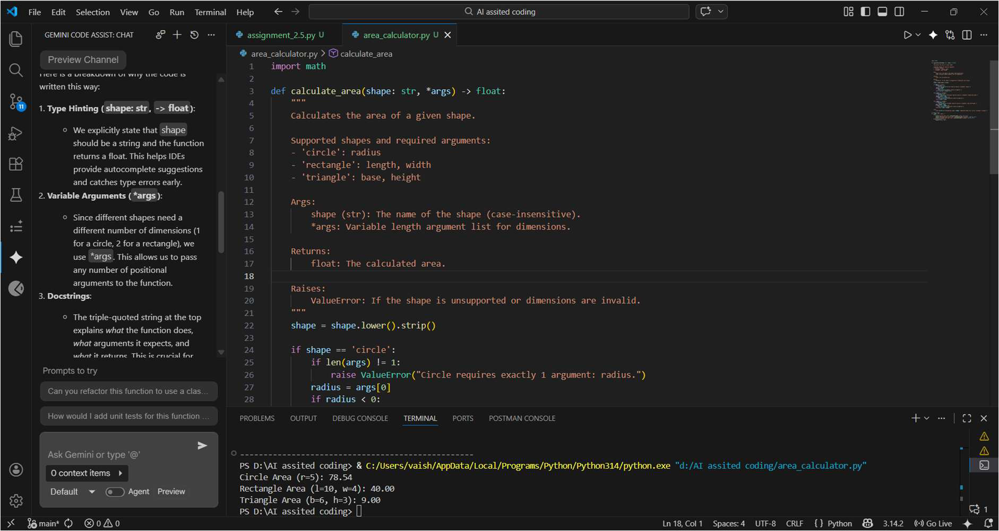 File Edit Selection View Go Run Terminal Help
AI assited coding
GEMINI CODE ASSIST: CHAT
Preview Channel
Here is a breakdown of why the code is
written this way:
1. Type Hinting ( shape: str , -> float ):
We explicitly state that shape
should be a string and the function
returns a float. This helps IDEs
provide autocomplete suggestions
and catches type errors early.
2. Variable Arguments ( *args ):
Since different shapes need a
different number of dimensions (1
for a circle, 2 for a rectangle), we
use *args . This allows us to pass
any number of positional
arguments to the function.
3. Docstrings:
The triple-quoted string at the top
explains what the function does,
what arguments it expects, and
what it returns. This is crucial for
Prompts to try
Can you refactor this function to use a clas...
How would I add unit tests for this function ...
Ask Gemini or type '@'
0 context items
Default Agent Preview
11
assignment_2.5.py U
area_calculator.py U
area_calculator.py > calculate_area
1 import math
2
3 def calculate_area(shape: str, *args) -> float:
4 """
5 Calculates the area of a given shape.
6
7 Supported shapes and required arguments:
8 - 'circle': radius
9 - 'rectangle': length, width
10 - 'triangle': base, height
11
12 Args:
13 shape (str): The name of the shape (case-insensitive).
14 *args: Variable length argument list for dimensions.
15
16 Returns:
17 float: The calculated area.
18
19 Raises:
20 ValueError: If the shape is unsupported or dimensions are invalid.
21 """
22 shape = shape.lower().strip()
23
24 if shape == 'circle':
25 if len(args) != 1:
26 raise ValueError("Circle requires exactly 1 argument: radius.")
27 radius = args[0]
28 if radius < 0:
PROBLEMS OUTPUT DEBUG CONSOLE TERMINAL PORTS POSTMAN CONSOLE
--------------------------------------------------
PS D:\AI assited coding> & C:/Users/vaish/AppData/Local/Programs/Python/Python314/python.exe "d:/AI assited coding/area_calculator.py"
Circle Area (r=5): 78.54
Rectangle Area (l=10, w=4): 40.00
Triangle Area (b=6, h=3): 9.00
PS D:\AI assited coding>
1
main* 0 0 Ln 18, Col 1 Spaces: 4 UTF-8 CRLF { } Python 3.14.2 Go Live